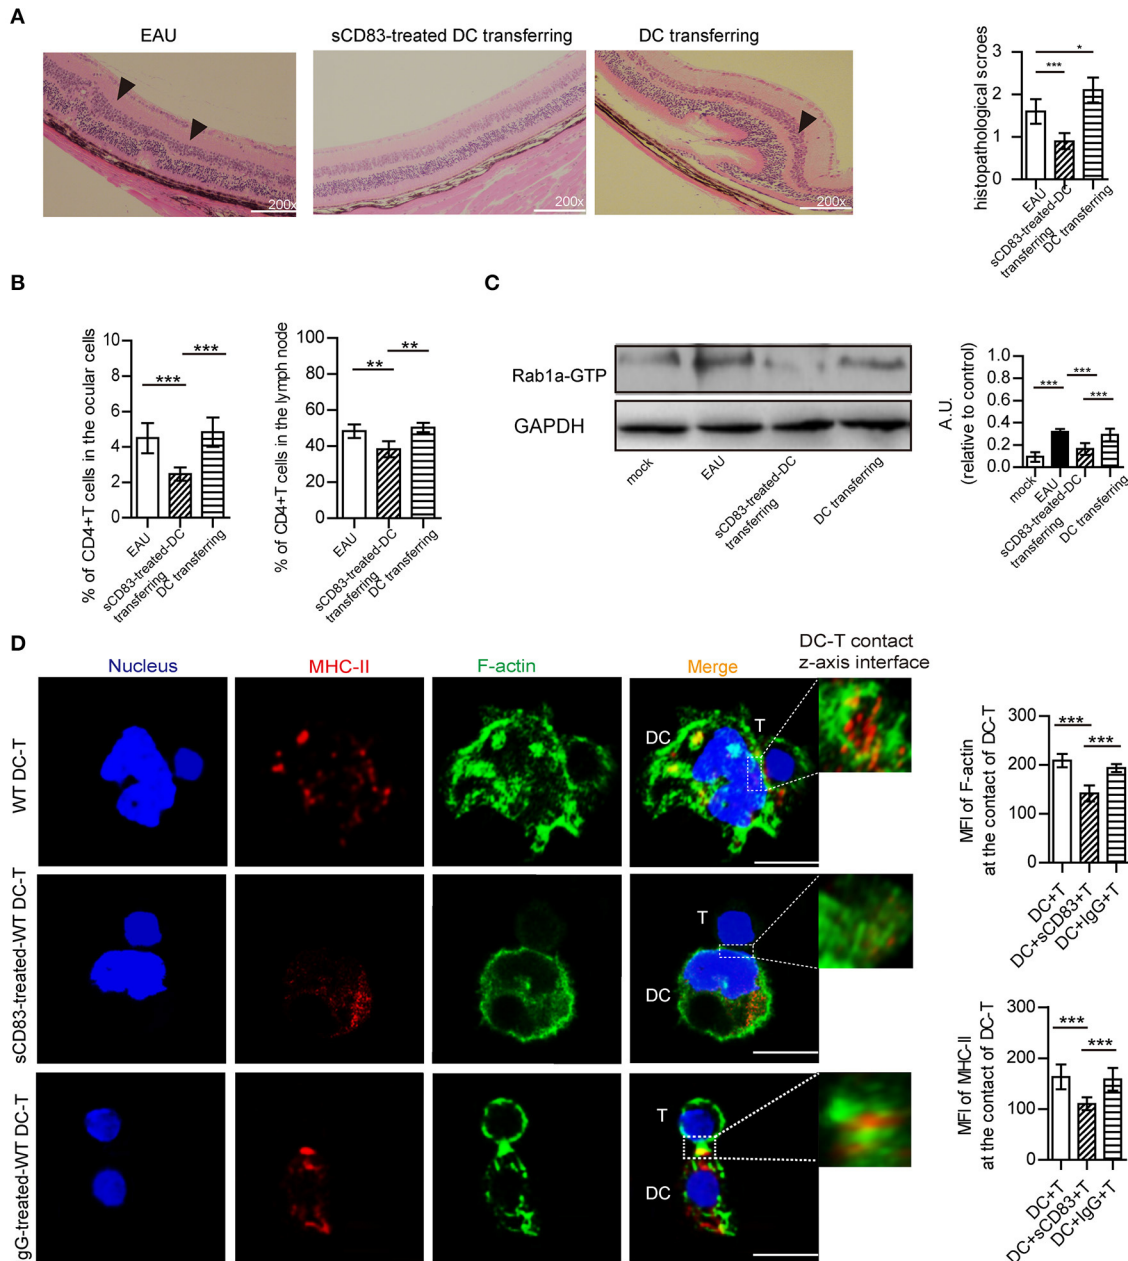 A
EAU
sCD83-treated DC transferring
DC transferring
200x
200x
200x
histopathological scroes
3
2
1
0
***
*
EAU
sCD83-treated-DC
transferring
DC transferring
B
% of CD4+T cells in the ocular cells
10
8
6
4
2
0
***
***
EAU
sCD83-treated-DC
transferring
DC transferring
% of CD4+T cells in the lymph node
100
80
60
40
20
0
**
**
EAU
sCD83-treated-DC
transferring
DC transferring
C
Rab1a-GTP
GAPDH
mock
EAU
sCD83-treated-DC
transferring
DC transferring
A.U.
(relative to control)
1.0
0.8
0.6
0.4
0.2
0.0
***
***
***
mock
EAU
sCD83-treated-DC
transferring
DC transferring
D
Nucleus
MHC-II
F-actin
Merge
DC-T contact
z-axis interface
WT DC-T
DC
T
sCD83-treated-WT DC-T
T
DC
gG-treated-WT DC-T
T
DC
MFI of F-actin
at the contact of DC-T
300
200
100
0
***
***
DC+T
DC+sCD83+T
DC+IgG+T
MFI of MHC-II
at the contact of DC-T
300
200
100
0
***
***
DC+T
DC+sCD83+T
DC+IgG+T